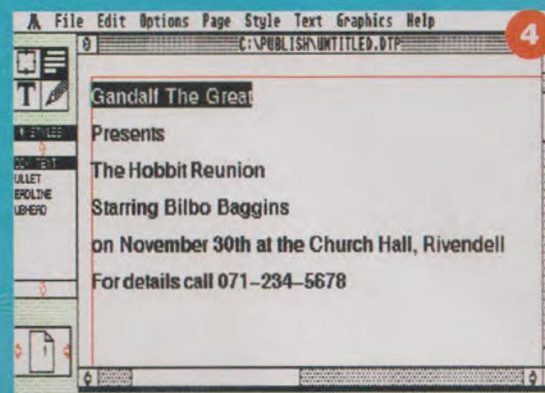 File Edit Options Page Style Text Graphics Help
C:\PUBLISH\UNTITLED.DTP
4
T
STYLES
ULLET
EADLINE
UBHEAD
Gandalf The Great
Presents
The Hobbit Reunion
Starring Bilbo Baggins
on November 30th at the Church Hall, Rivendell
For details call 071–234–5678
1